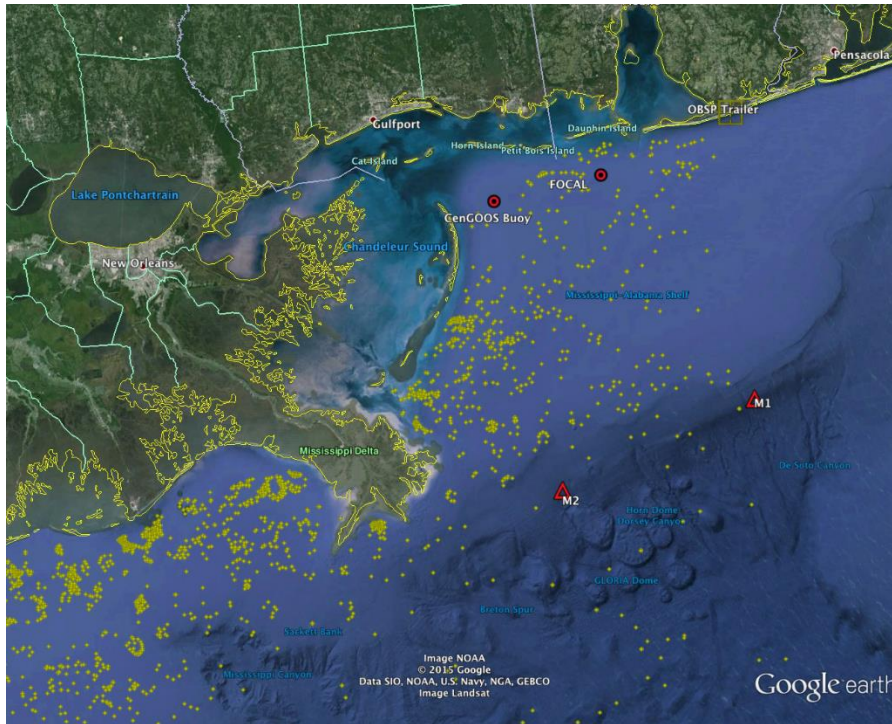 Pensacola
OBSP Trailer
Gulfport
Dauphin Island
Horn Island
Petit Bois Island
Cat Island
FOCAL
Lake Pontchartrain
CenGOOS Buoy
Chandeleur Sound
New Orleans
Mississippi-Alabama Shelf
M1
Mississippi Delta
De Soto Canyon
M2
Horn Dome
Dorsey Canyon
GLORIA Dome
Breton Spur
Sackett Bank
Mississippi Canyon
Image NOAA
© 2015 Google
Data SIO, NOAA, U.S. Navy, NGA, GEBCO
Image Landsat
Google earth